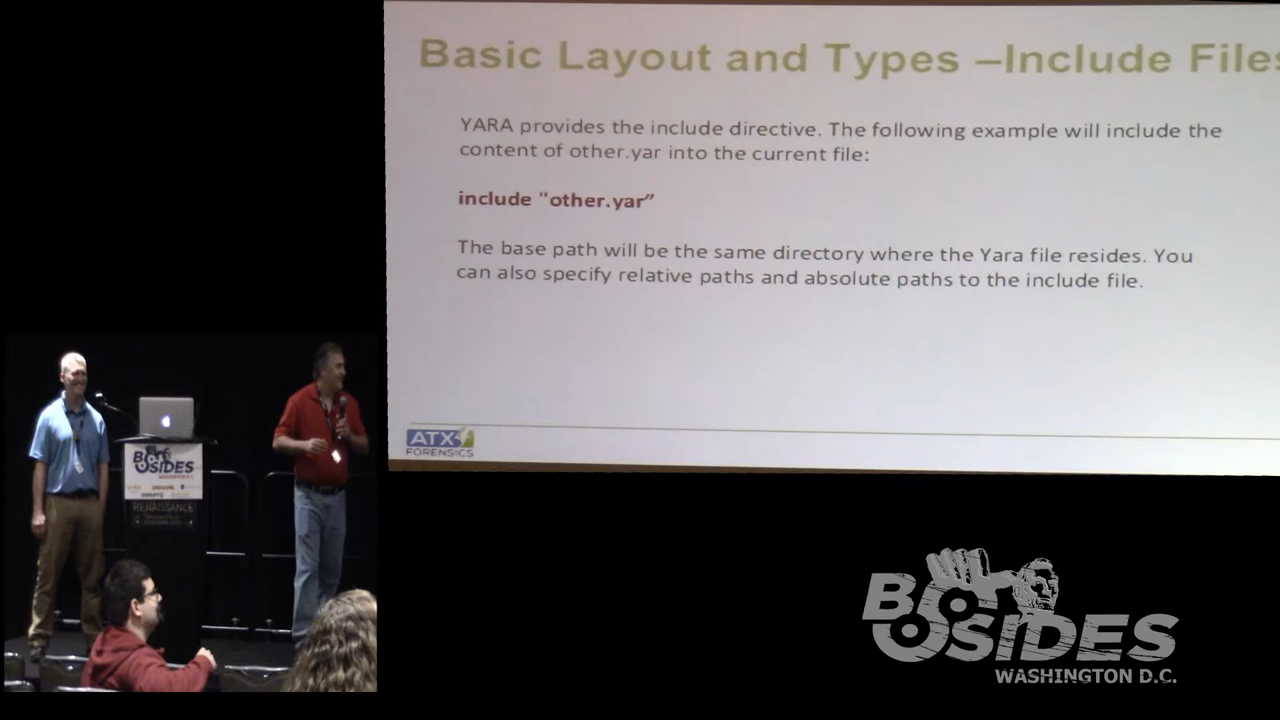 Basic Layout and Types –Include Files
YARA provides the include directive. The following example will include the
content of other.yar into the current file:
include “other.yar”
The base path will be the same directory where the Yara file resides. You
can also specify relative paths and absolute paths to the include file.
ATX
FORENSICS
BSIDES
WASHINGTON D.C.
RENAISSANCE
BSIDES
WASHINGTON D.C.